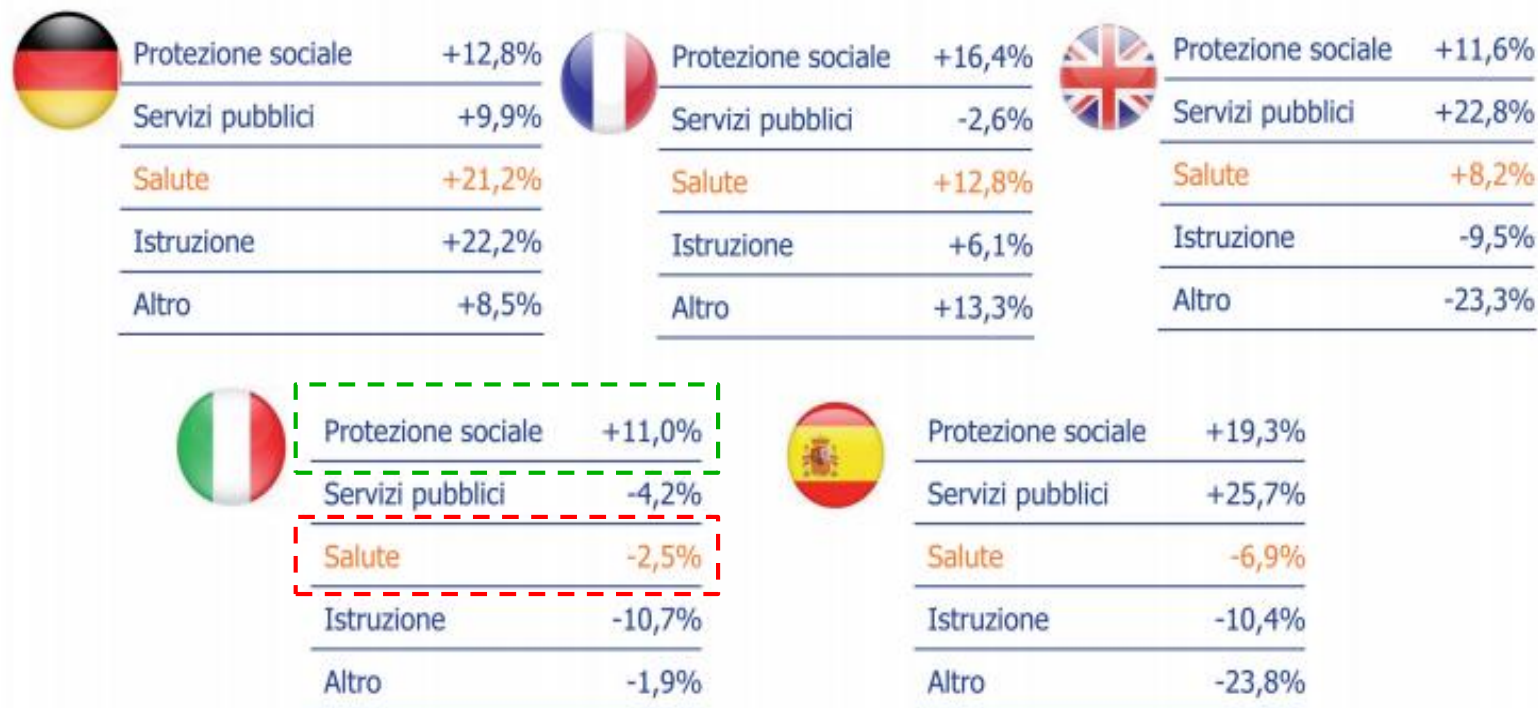 Protezione sociale +12,8%
Servizi pubblici +9,9%
Salute +21,2%
Istruzione +22,2%
Altro +8,5%
Protezione sociale +16,4%
Servizi pubblici -2,6%
Salute +12,8%
Istruzione +6,1%
Altro +13,3%
Protezione sociale +11,6%
Servizi pubblici +22,8%
Salute +8,2%
Istruzione -9,5%
Altro -23,3%
Protezione sociale +11,0%
Servizi pubblici -4,2%
Salute -2,5%
Istruzione -10,7%
Altro -1,9%
Protezione sociale +19,3%
Servizi pubblici +25,7%
Salute -6,9%
Istruzione -10,4%
Altro -23,8%